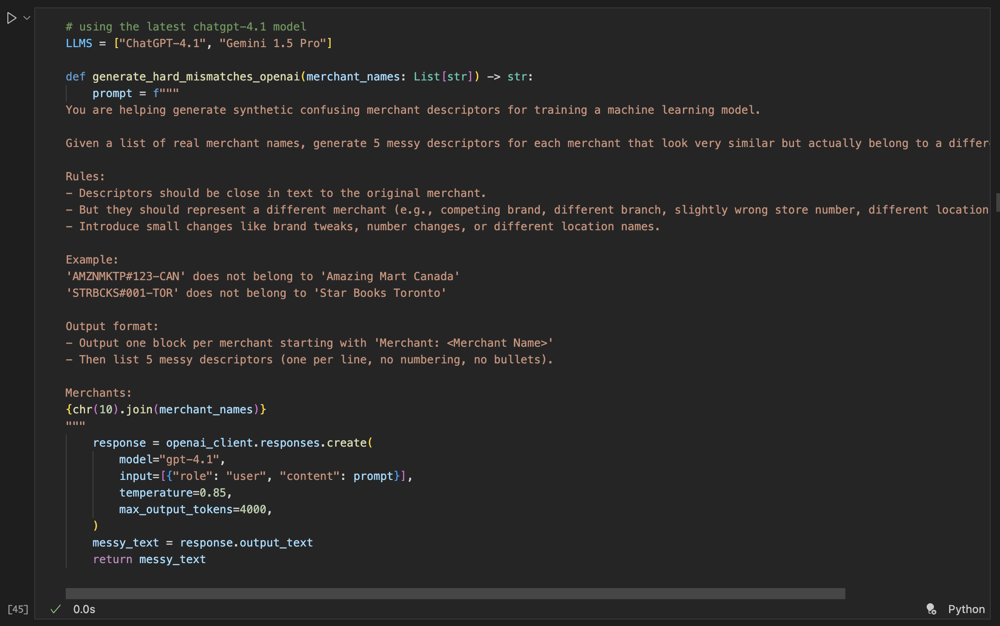 # using the latest chatgpt-4.1 model
LLMS = ["ChatGPT-4.1", "Gemini 1.5 Pro"]
def generate_hard_mismatches_openai(merchant_names: List[str]) -> str:
prompt = f"""
You are helping generate synthetic confusing merchant descriptors for training a machine learning model.
Given a list of real merchant names, generate 5 messy descriptors for each merchant that look very similar but actually belong to a
Rules:
- Descriptors should be close in text to the original merchant.
- But they should represent a different merchant (e.g., competing brand, different branch, slightly wrong store number, different location
- Introduce small changes like brand tweaks, number changes, or different location names.
Example:
'AMZNMKTP#123-CAN' does not belong to 'Amazing Mart Canada'
'STRBCKS#001-TOR' does not belong to 'Star Books Toronto'
Output format:
- Output one block per merchant starting with 'Merchant: <Merchant Name>'
- Then list 5 messy descriptors (one per line, no numbering, no bullets).
Merchants:
{chr(10).join(merchant_names)}
"""
response = openai_client.responses.create(
model="gpt-4.1",
input=[{"role": "user", "content": prompt}],
temperature=0.85,
max_output_tokens=4000,
)
messy_text = response.output_text
return messy_text
[45]
0.0s
Python